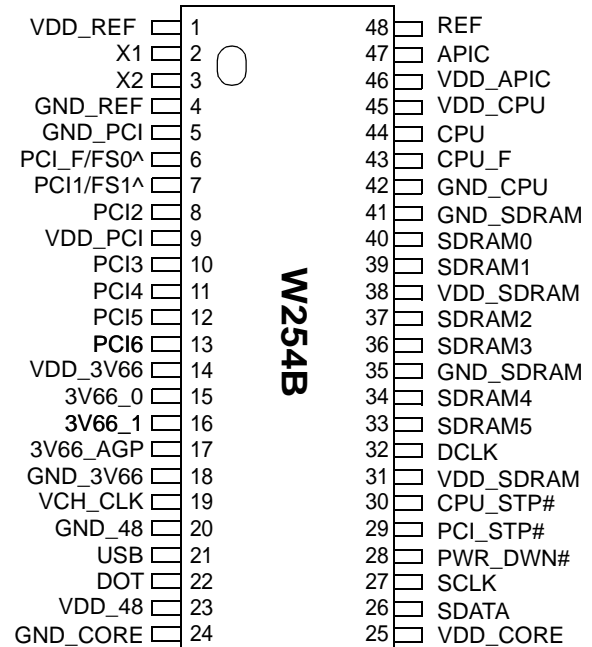 VDD_REF 1 48 REF
X1 2 47 APIC
X2 3 46 VDD_APIC
GND_REF 4 45 VDD_CPU
GND_PCI 5 44 CPU
PCI_F/FS0^ 6 43 CPU_F
PCI1/FS1^ 7 42 GND_CPU
PCI2 8 41 GND_SDRAM
VDD_PCI 9 40 SDRAM0
PCI3 10 39 SDRAM1
PCI4 11 38 VDD_SDRAM
PCI5 12 37 SDRAM2
PCI6 13 36 SDRAM3
VDD_3V66 14 35 GND_SDRAM
3V66_0 15 34 SDRAM4
3V66_1 16 33 SDRAM5
3V66_AGP 17 32 DCLK
GND_3V66 18 31 VDD_SDRAM
VCH_CLK 19 30 CPU_STP#
GND_48 20 29 PCI_STP#
USB 21 28 PWR_DWN#
DOT 22 27 SCLK
VDD_48 23 26 SDATA
GND_CORE 24 25 VDD_CORE
W254B